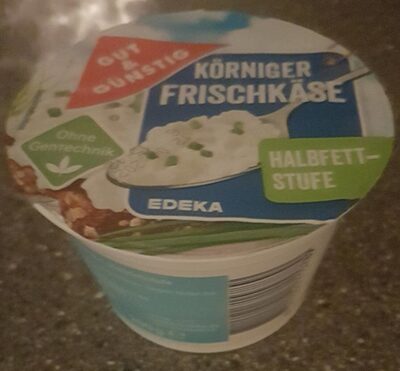 GUT
&
GÜNSTIG
KÖRNIGER
FRISCHKÄSE
Ohne
Gentechnik
HALBFETT-
STUFE
EDEKA